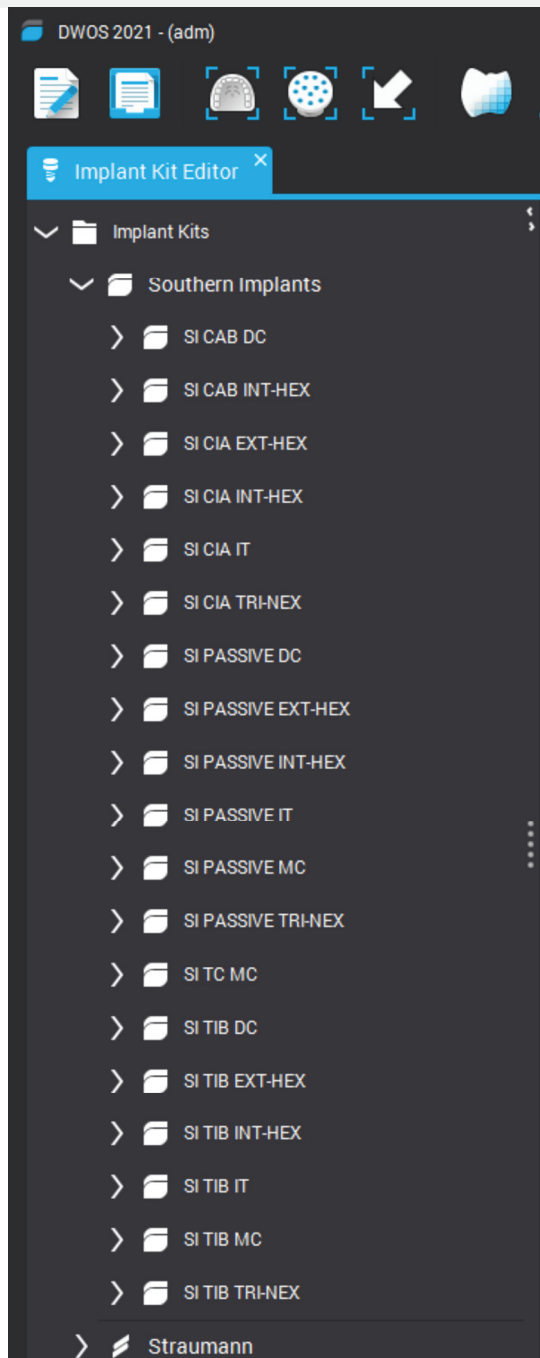 DWOS 2021 - (adm)
Implant Kit Editor
Implant Kits
Southern Implants
SI CAB DC
SI CAB INT-HEX
SI CIA EXT-HEX
SI CIA INT-HEX
SI CIA IT
SI CIA TRI-NEX
SI PASSIVE DC
SI PASSIVE EXT-HEX
SI PASSIVE INT-HEX
SI PASSIVE IT
SI PASSIVE MC
SI PASSIVE TRI-NEX
SI TC MC
SI TIB DC
SI TIB EXT-HEX
SI TIB INT-HEX
SI TIB IT
SI TIB MC
SI TIB TRI-NEX
Straumann